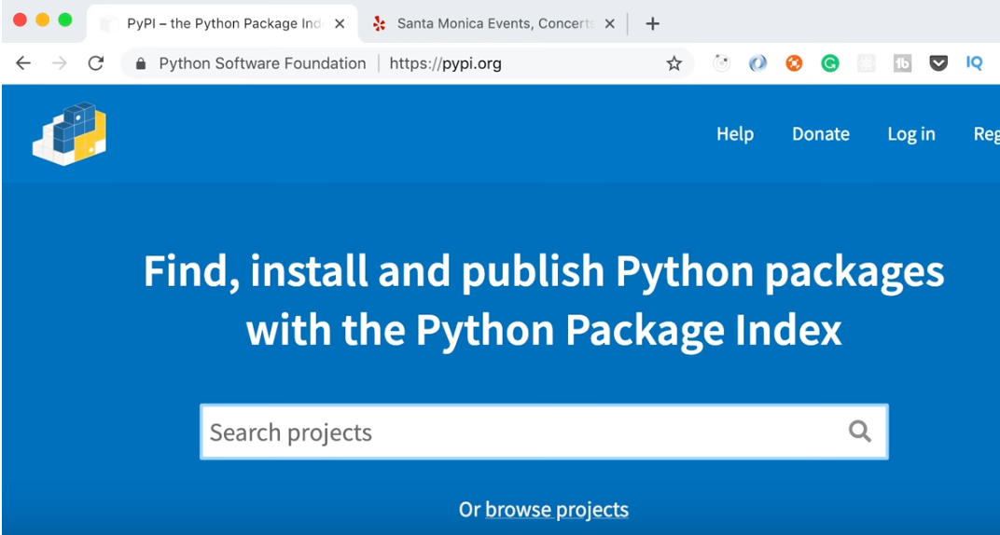 PyPI – the Python Package Ind
Santa Monica Events, Concerts
Python Software Foundation | https://pypi.org
1b
IQ
Help
Donate
Log in
Reg
Find, install and publish Python packages
with the Python Package Index
Search projects
Or browse projects